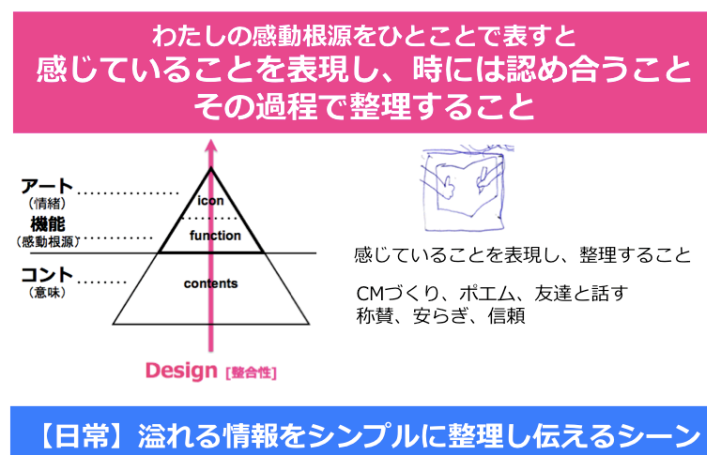 わたしの感動根源をひとことで表すと
感じていることを表現し、時には認め合うこと
その過程で整理すること
アート
(情緒)
icon
機能
(感動根源)
function
コント
(意味)
contents
Design [整合性]
感じていることを表現し、整理すること
CMづくり、ポエム、友達と話す
称賛、安らぎ、信頼
【日常】溢れる情報をシンプルに整理し伝えるシーン